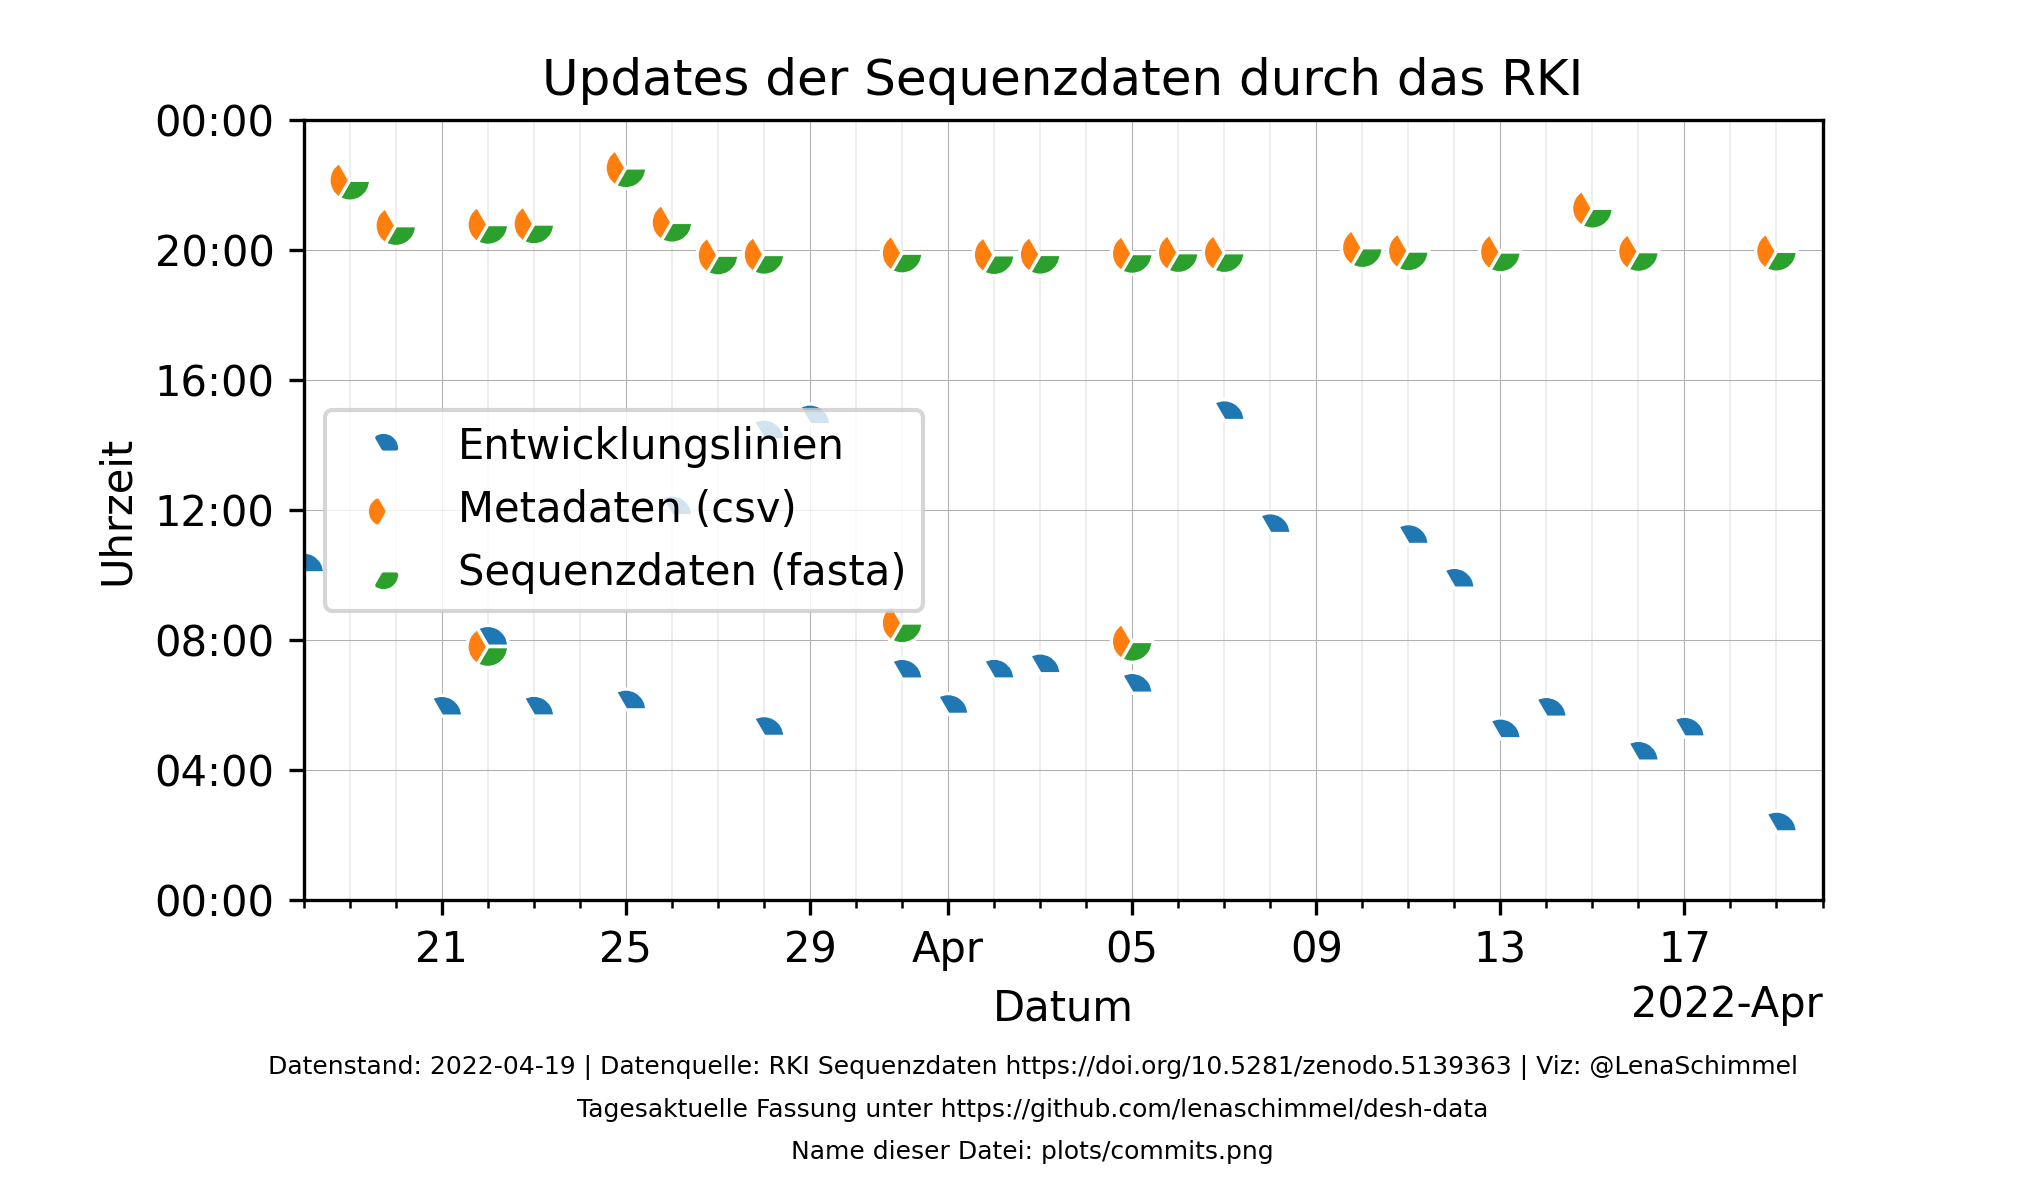 Updates der Sequenzdaten durch das RKI
00:00
20:00
16:00
12:00
08:00
04:00
00:00
Uhrzeit
Entwicklungslinien
Metadaten (csv)
Sequenzdaten (fasta)
21 25 29 Apr 05 09 13 17
Datum
2022-Apr
Datenstand: 2022-04-19 | Datenquelle: RKI Sequenzdaten https://doi.org/10.5281/zenodo.5139363 | Viz: @LenaSchimmel
Tagesaktuelle Fassung unter https://github.com/lenaschimmel/desh-data
Name dieser Datei: plots/commits.png